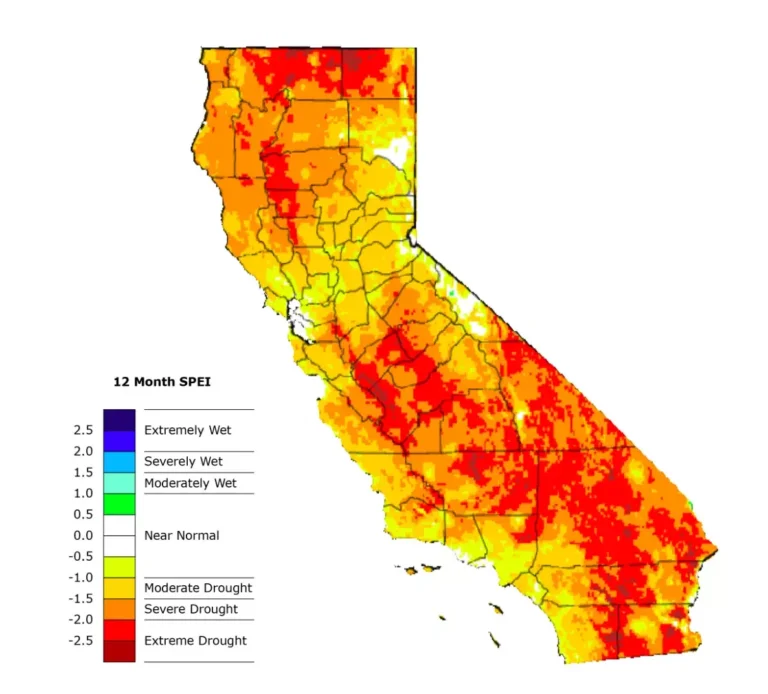 12 Month SPEI
2.5
Extremely Wet
2.0
Severely Wet
1.5
Moderately Wet
1.0
0.5
0.0
Near Normal
-0.5
-1.0
Moderate Drought
-1.5
Severe Drought
-2.0
Extreme Drought
-2.5